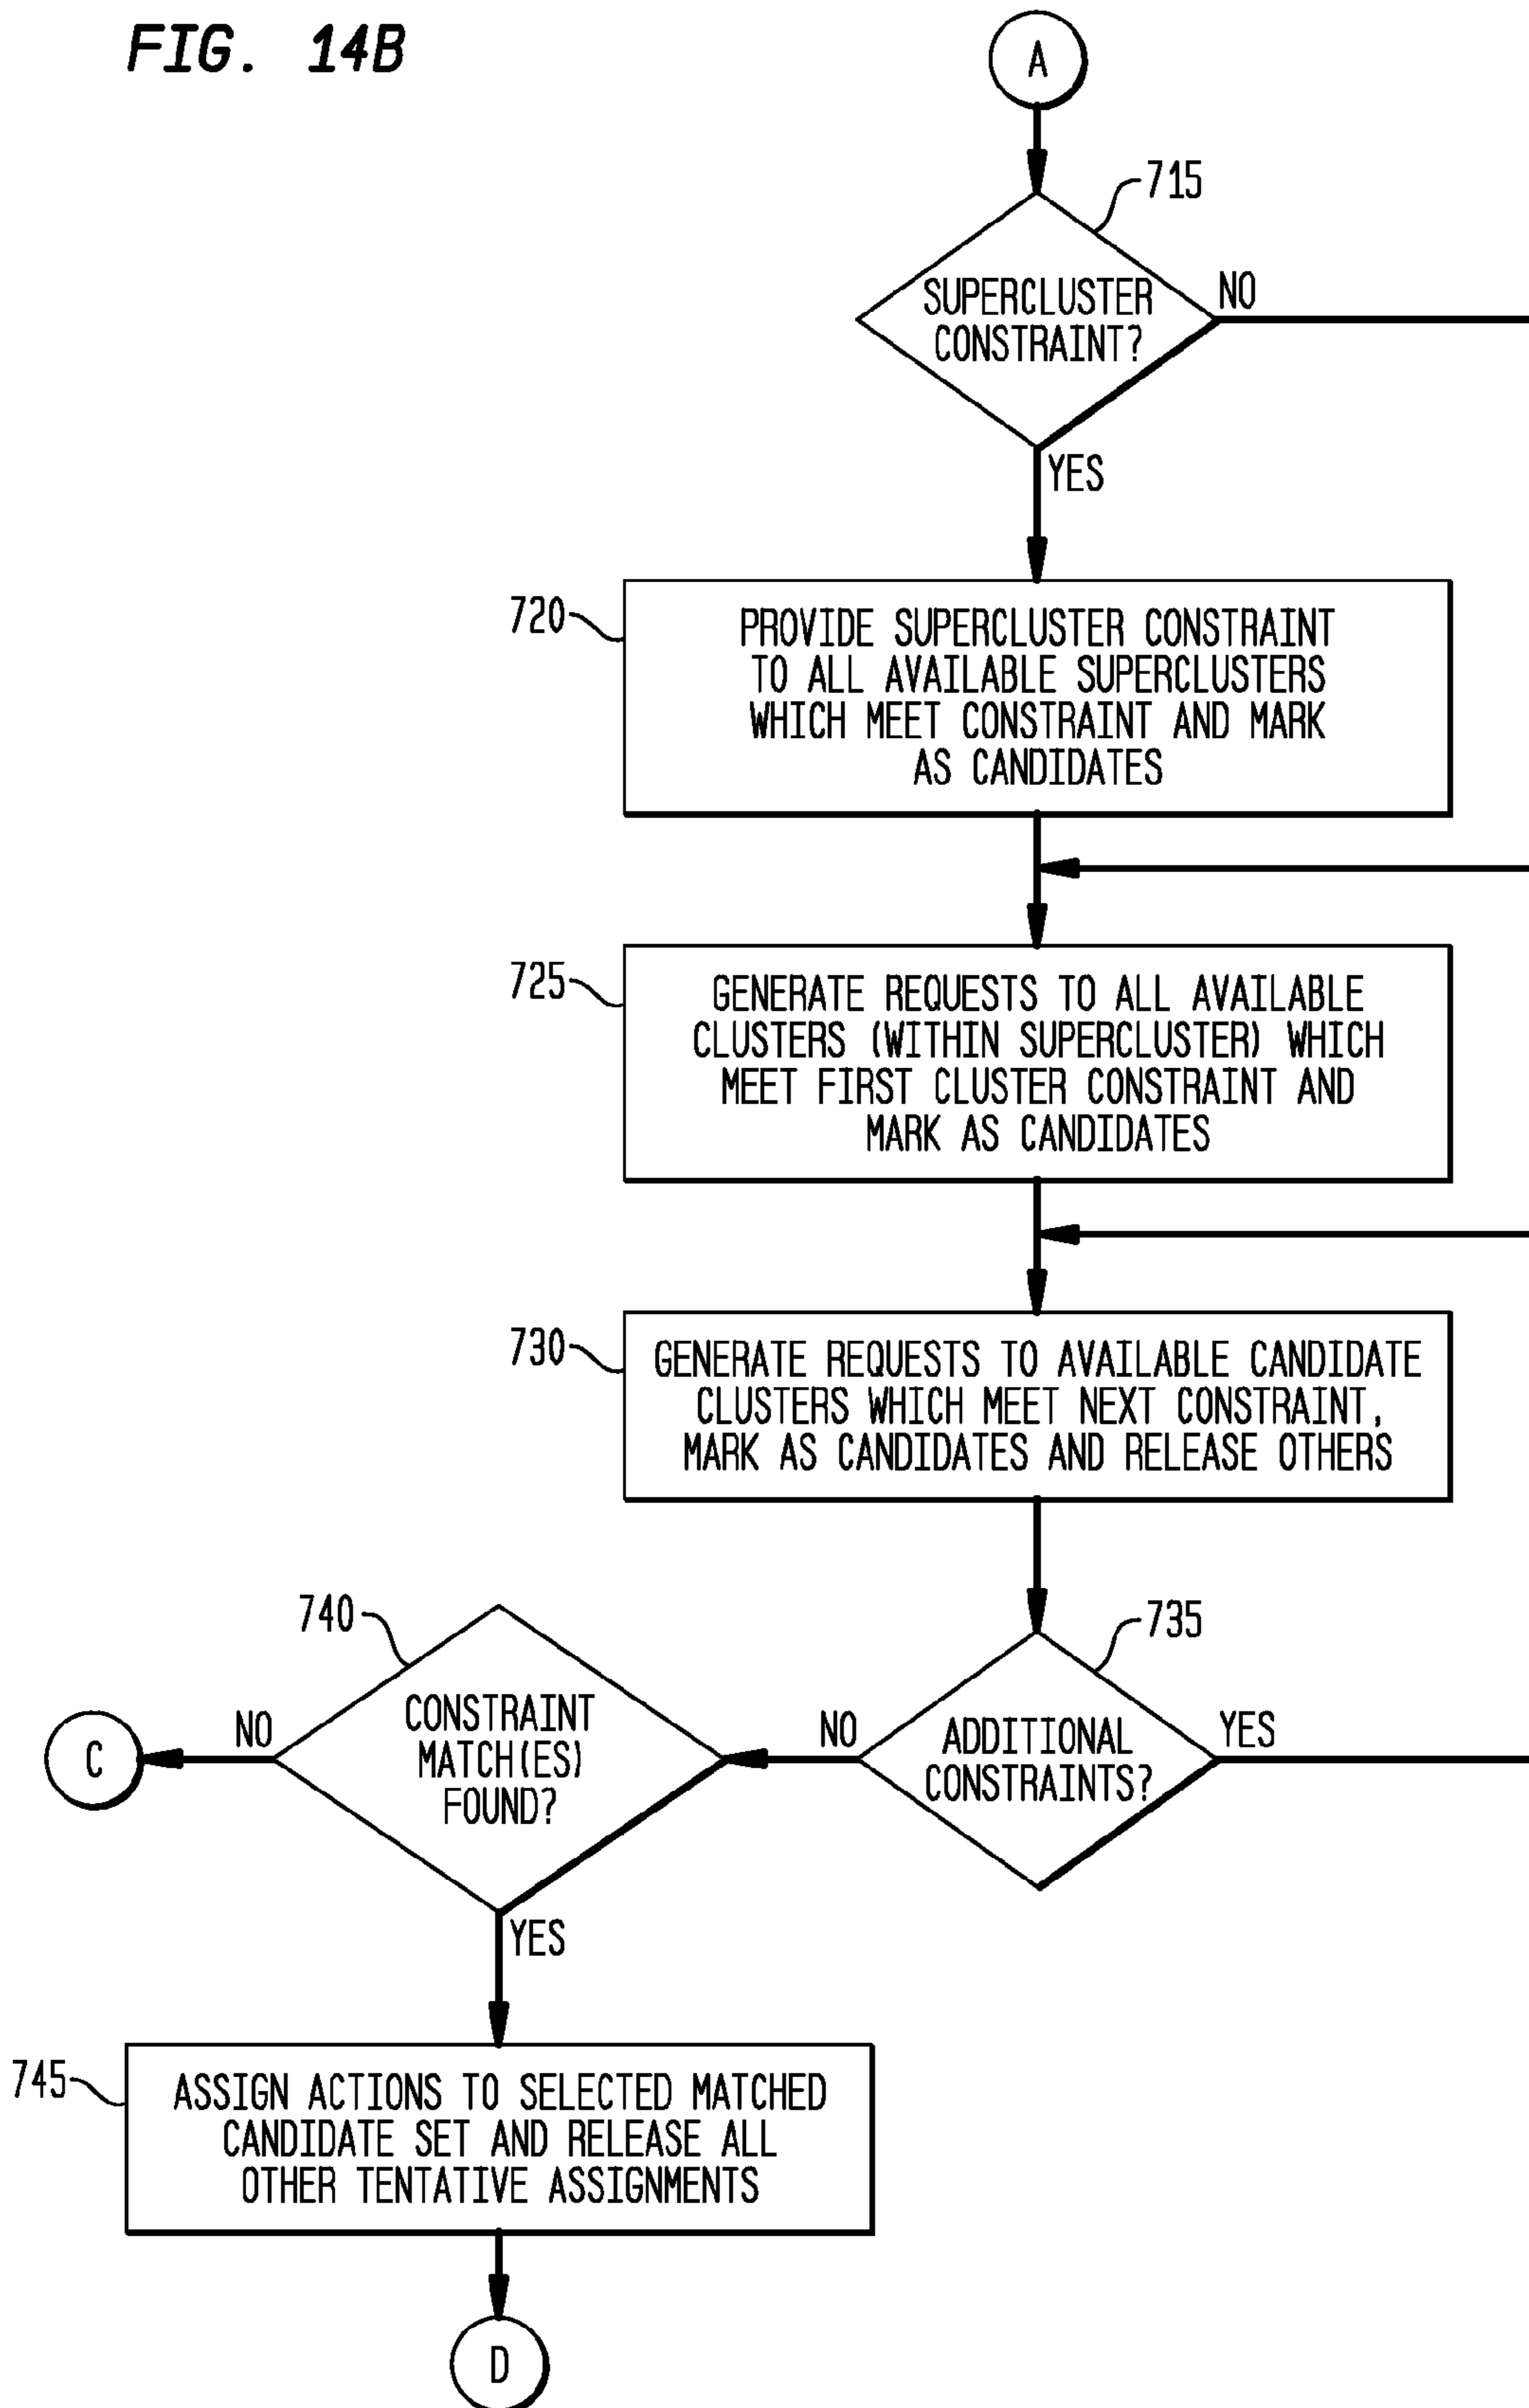 FIG. 14B
A
715
SUPERCLUSTER
CONSTRAINT?
NO
YES
720
PROVIDE SUPERCLUSTER CONSTRAINT
TO ALL AVAILABLE SUPERCLUSTERS
WHICH MEET CONSTRAINT AND MARK
AS CANDIDATES
725
GENERATE REQUESTS TO ALL AVAILABLE
CLUSTERS (WITHIN SUPERCLUSTER) WHICH
MEET FIRST CLUSTER CONSTRAINT AND
MARK AS CANDIDATES
730
GENERATE REQUESTS TO AVAILABLE CANDIDATE
CLUSTERS WHICH MEET NEXT CONSTRAINT,
MARK AS CANDIDATES AND RELEASE OTHERS
735
ADDITIONAL
CONSTRAINTS?
YES
NO
740
CONSTRAINT
MATCH(ES)
FOUND?
NO
C
YES
745
ASSIGN ACTIONS TO SELECTED MATCHED
CANDIDATE SET AND RELEASE ALL
OTHER TENTATIVE ASSIGNMENTS
D